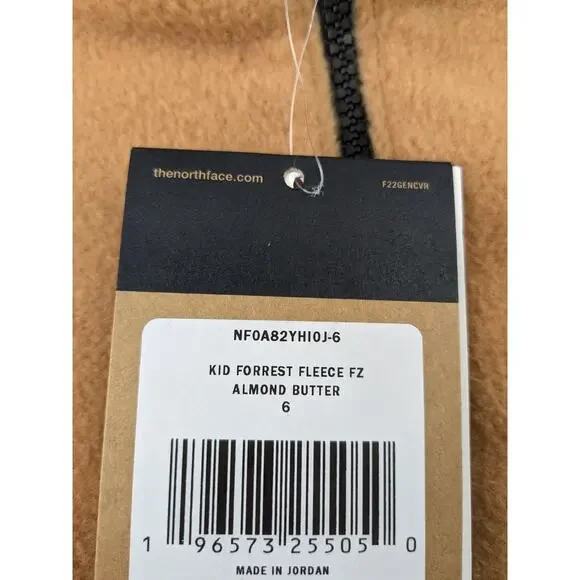 thenorthface.com
F22GENCVR
NF0A82YHI0J-6
KID FORREST FLEECE FZ
ALMOND BUTTER
6
1 96573 25505 0
MADE IN JORDAN